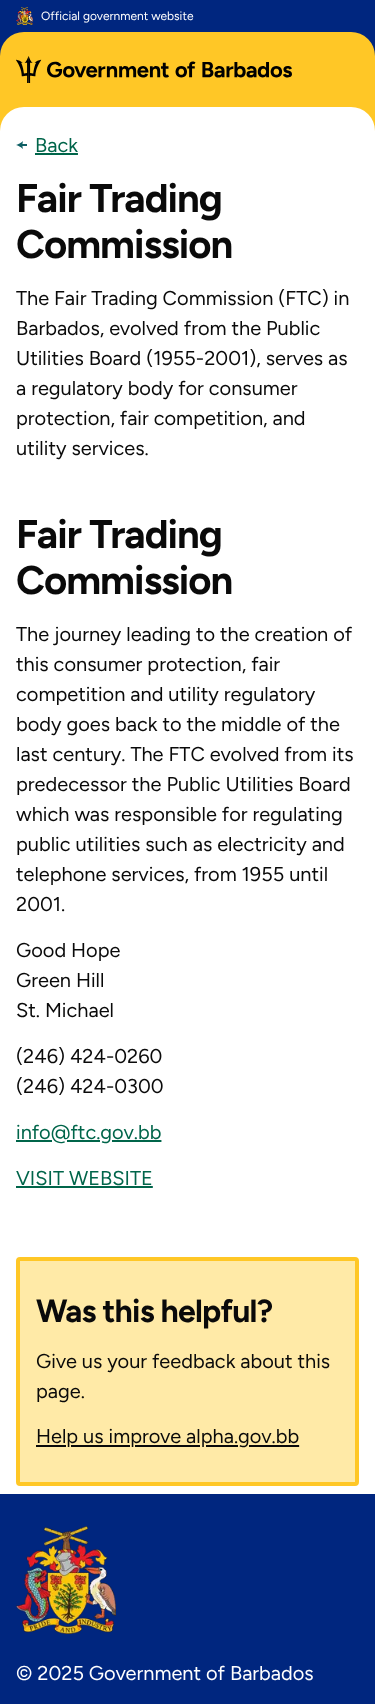 Official government website
Government of Barbados
← Back
Fair Trading
Commission
The Fair Trading Commission (FTC) in
Barbados, evolved from the Public
Utilities Board (1955-2001), serves as
a regulatory body for consumer
protection, fair competition, and
utility services.
Fair Trading
Commission
The journey leading to the creation of
this consumer protection, fair
competition and utility regulatory
body goes back to the middle of the
last century. The FTC evolved from its
predecessor the Public Utilities Board
which was responsible for regulating
public utilities such as electricity and
telephone services, from 1955 until
2001.
Good Hope
Green Hill
St. Michael
(246) 424-0260
(246) 424-0300
info@ftc.gov.bb
VISIT WEBSITE
Was this helpful?
Give us your feedback about this
page.
Help us improve alpha.gov.bb
PRIDE AND INDUSTRY
© 2025 Government of Barbados